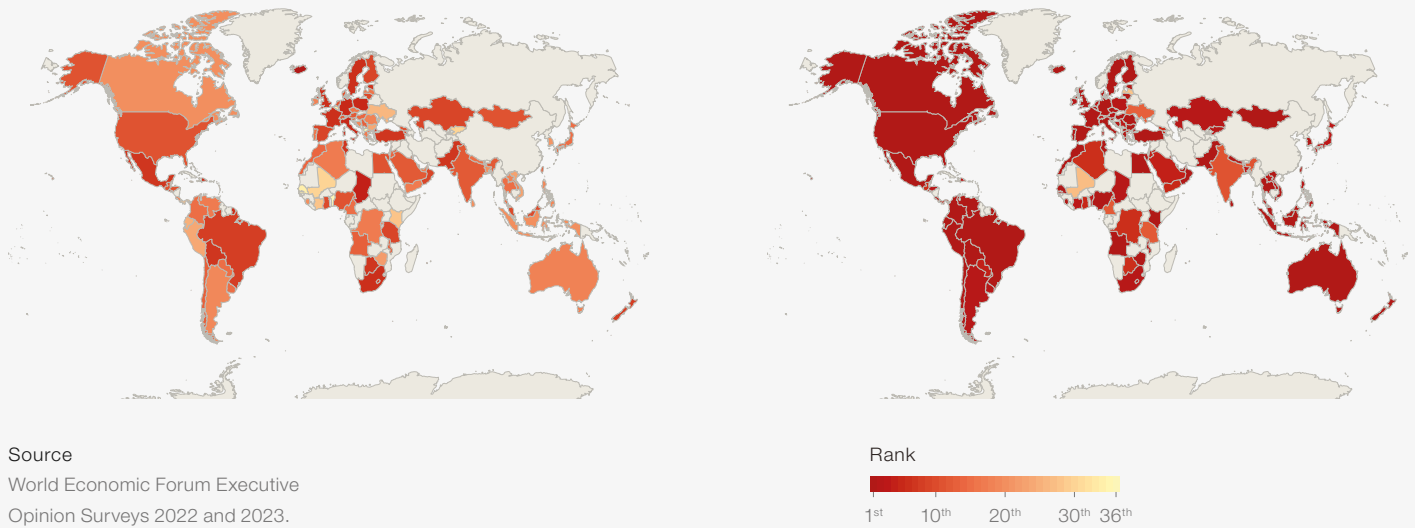 Source
World Economic Forum Executive
Opinion Surveys 2022 and 2023.
Rank
1st 10th 20th 30th 36th